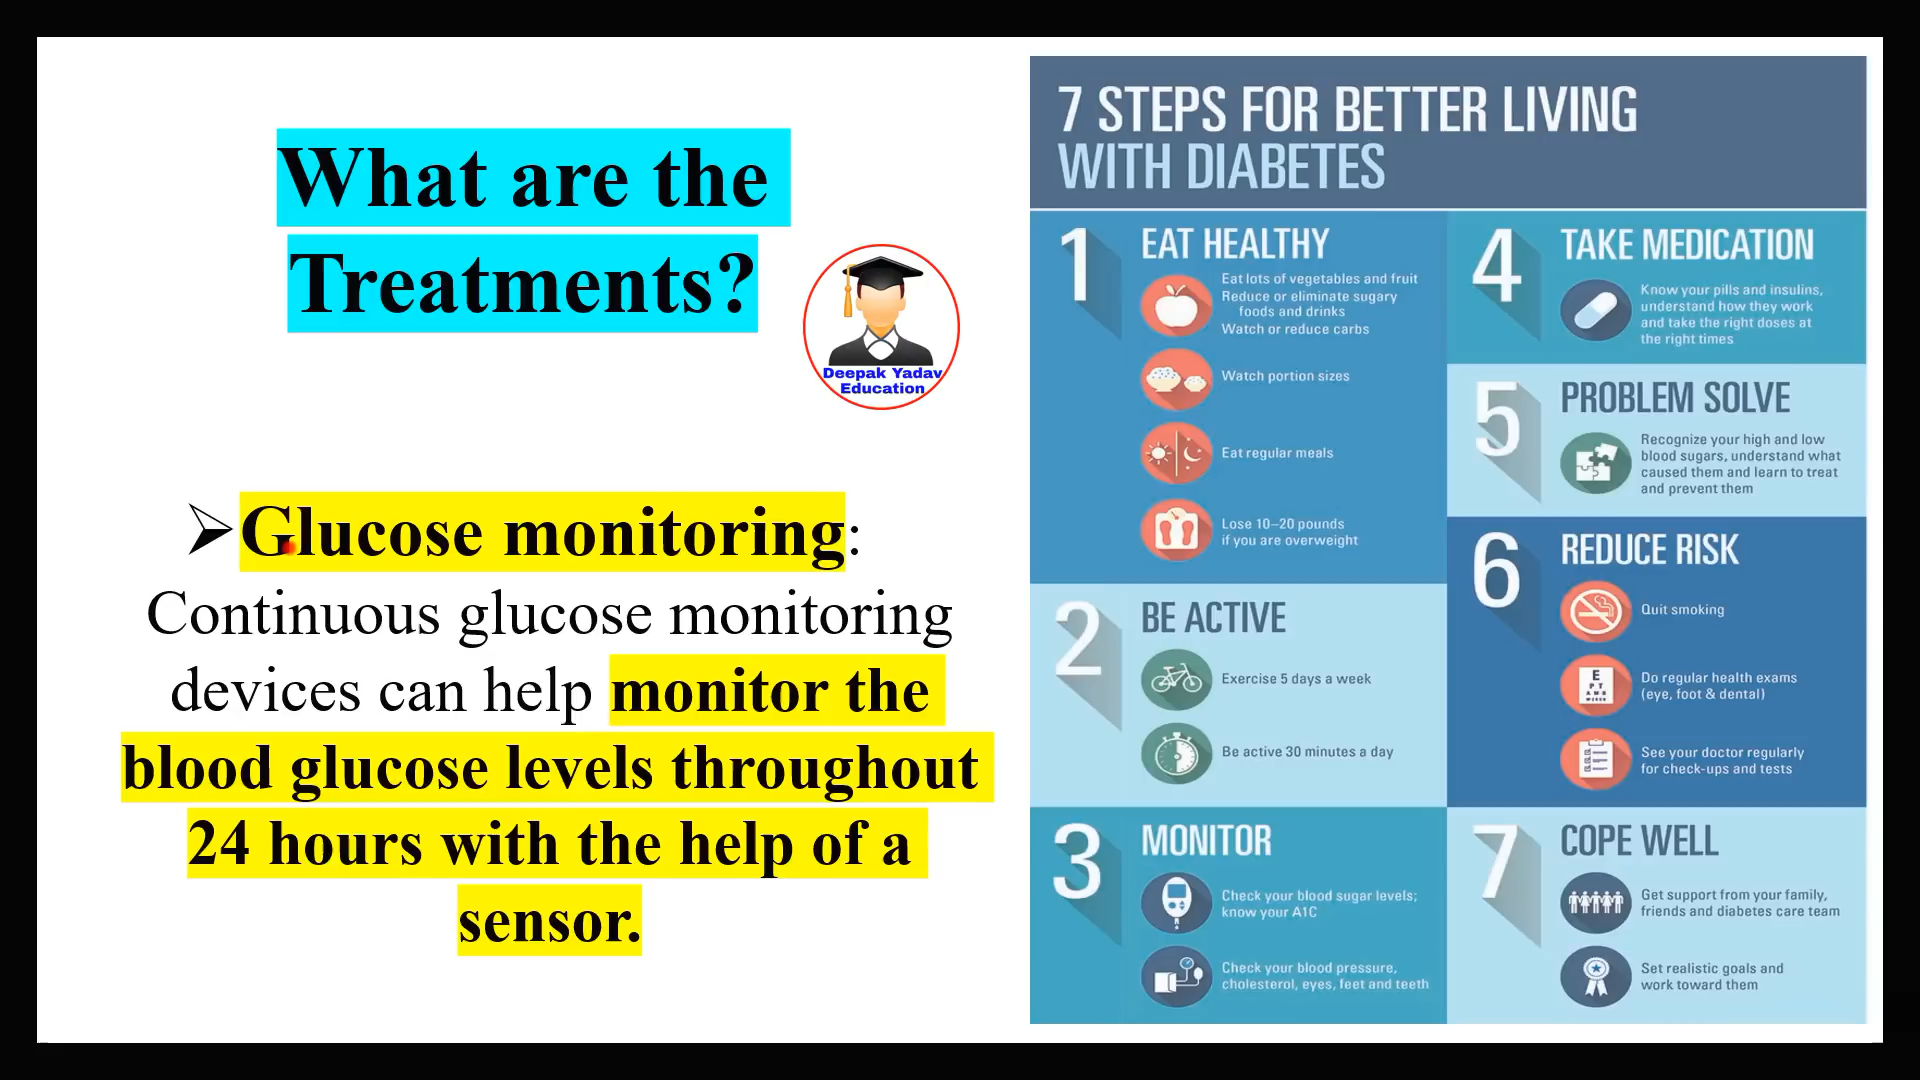 What are the
Treatments?
Deepak Yadav
Education
➢Glucose monitoring:
Continuous glucose monitoring
devices can help monitor the
blood glucose levels throughout
24 hours with the help of a
sensor.
7 STEPS FOR BETTER LIVING
WITH DIABETES
1
EAT HEALTHY
Eat lots of vegetables and fruit
Reduce or eliminate sugary
foods and drinks
Watch or reduce carbs
Watch portion sizes
Eat regular meals
Lose 10–20 pounds
if you are overweight
2
BE ACTIVE
Exercise 5 days a week
Be active 30 minutes a day
3
MONITOR
Check your blood sugar levels;
know your A1C
Check your blood pressure,
cholesterol, eyes, feet and teeth
4
TAKE MEDICATION
Know your pills and insulins,
understand how they work
and take the right doses at
the right times
5
PROBLEM SOLVE
Recognize your high and low
blood sugars, understand what
caused them and learn to treat
and prevent them
6
REDUCE RISK
Quit smoking
E
P T
Do regular health exams
(eye, foot & dental)
See your doctor regularly
for check-ups and tests
7
COPE WELL
Get support from your family,
friends and diabetes care team
Set realistic goals and
work toward them